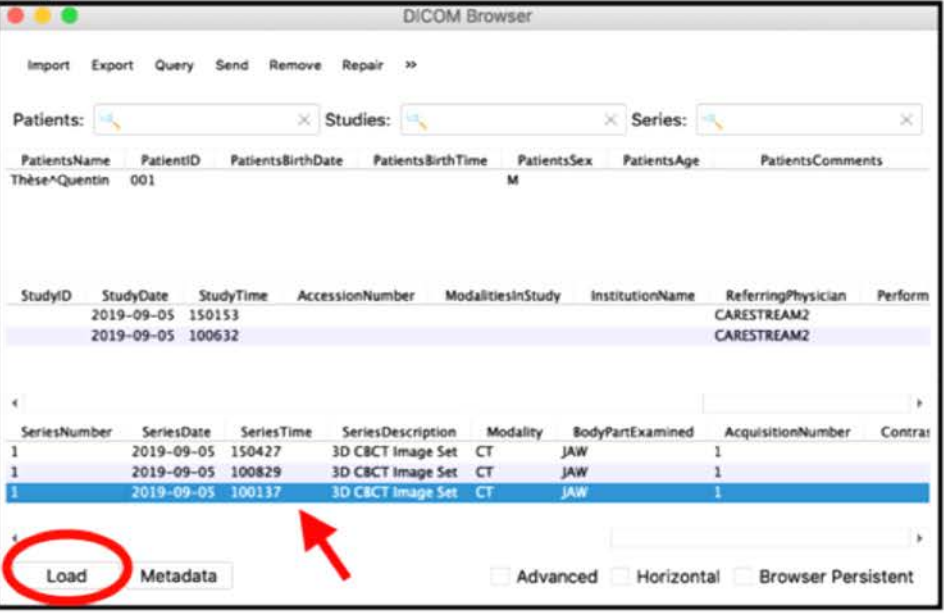 DICOM Browser
Import Export Query Send Remove Repair »
Patients: Studies: Series:
PatientsName PatientID PatientsBirthDate PatientsBirthTime PatientsSex PatientsAge PatientsComments
Thèse^Quentin 001 M
StudyID StudyDate StudyTime AccessionNumber ModalitiesInStudy InstitutionName ReferringPhysician Perform
2019-09-05 150153 CARESTREAM2
2019-09-05 100632 CARESTREAM2
SeriesNumber SeriesDate SeriesTime SeriesDescription Modality BodyPartExamined AcquisitionNumber Contras
1 2019-09-05 150427 3D CBCT Image Set CT JAW 1
1 2019-09-05 100829 3D CBCT Image Set CT JAW 1
1 2019-09-05 100137 3D CBCT Image Set CT JAW 1
Load Metadata Advanced Horizontal Browser Persistent